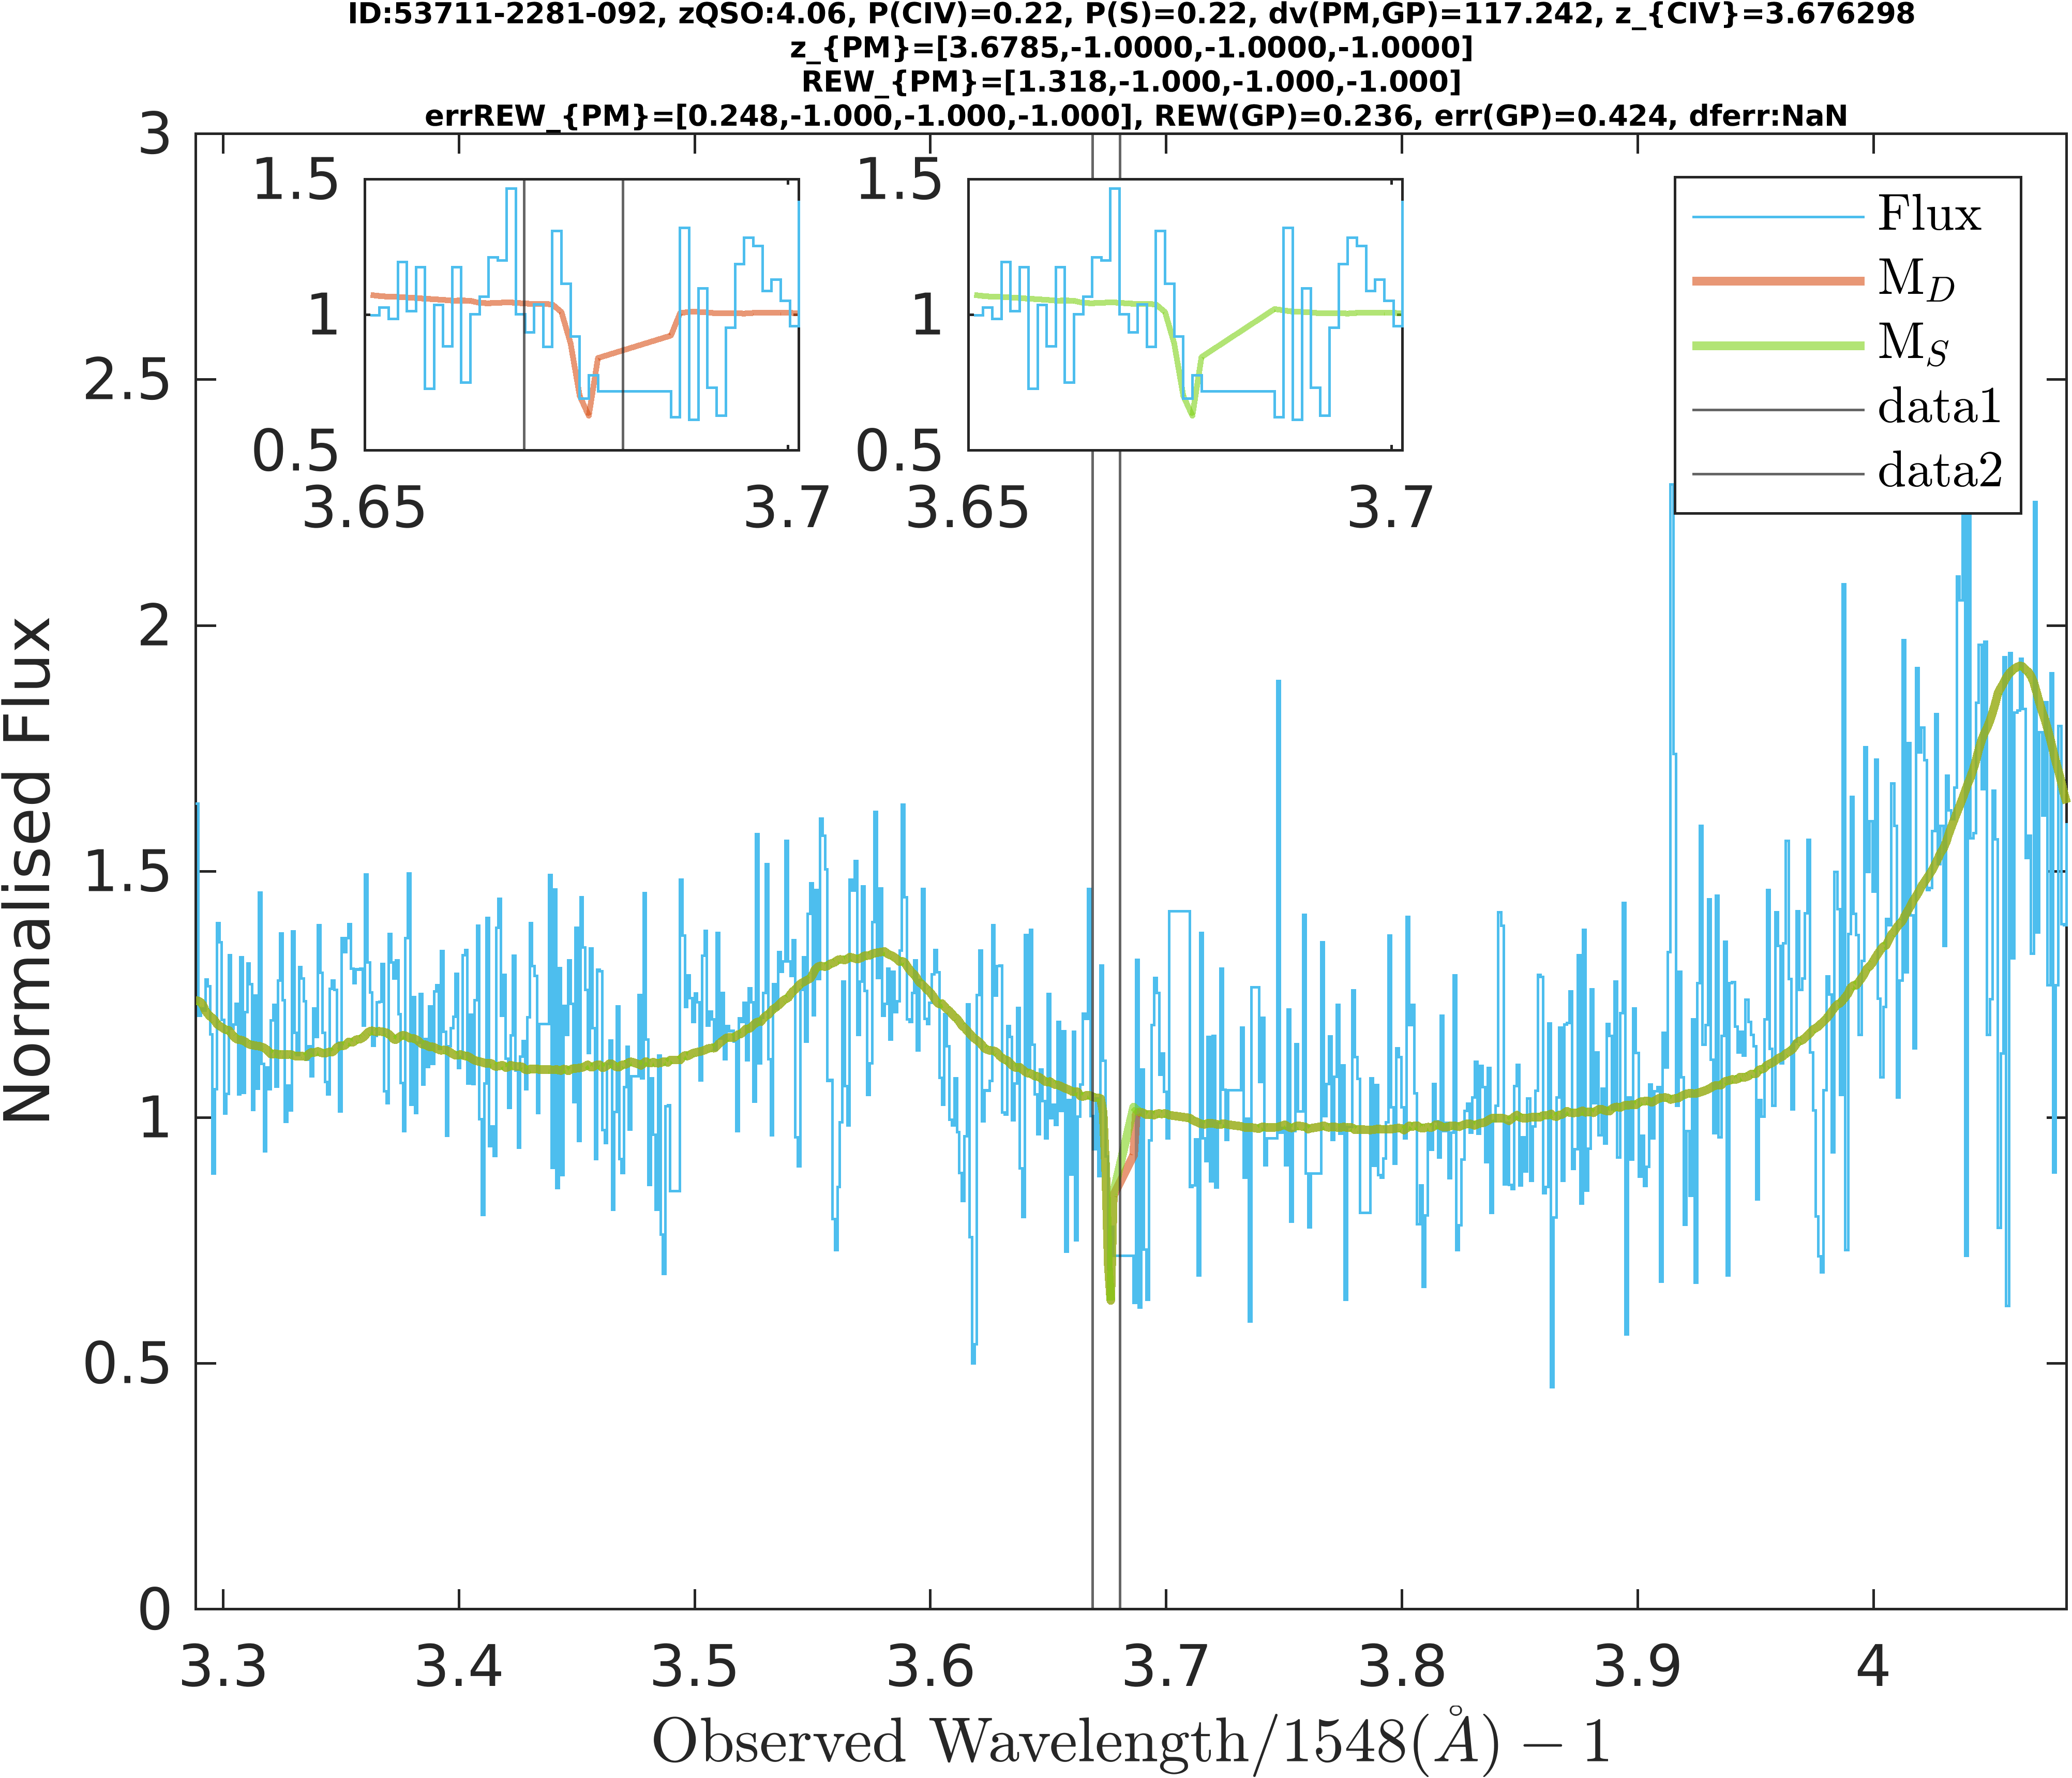 ID:53711-2281-092, zQSO:4.06, P(CIV)=0.22, P(S)=0.22, dv(PM,GP)=117.242, z_{CIV}=3.676298
z_{PM}=[3.6785,-1.0000,-1.0000,-1.0000]
REW_{PM}=[1.318,-1.000,-1.000,-1.000]
errREW_{PM}=[0.248,-1.000,-1.000,-1.000], REW(GP)=0.236, err(GP)=0.424, dferr:NaN
3
2.5
2
1.5
1
0.5
0
Normalised Flux
1.5
1
0.5
3.65
3.7
1.5
1
0.5
3.65
3.7
Flux
M_D
M_S
data1
data2
3.3
3.4
3.5
3.6
3.7
3.8
3.9
4
Observed Wavelength/1548(Å) − 1